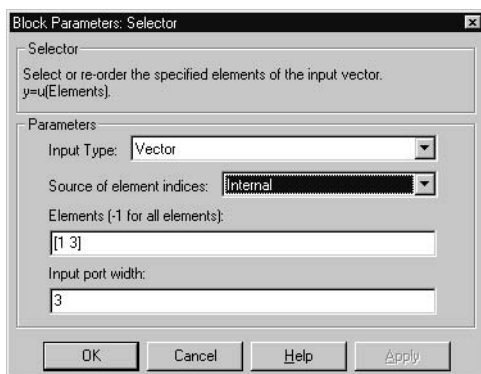 Block Parameters: Selector
Selector
Select or re-order the specified elements of the input vector.
y=u(Elements).
Parameters
Input Type: Vector
Source of element indices: Internal
Elements (-1 for all elements):
[1 3]
Input port width:
3
OK Cancel Help Apply